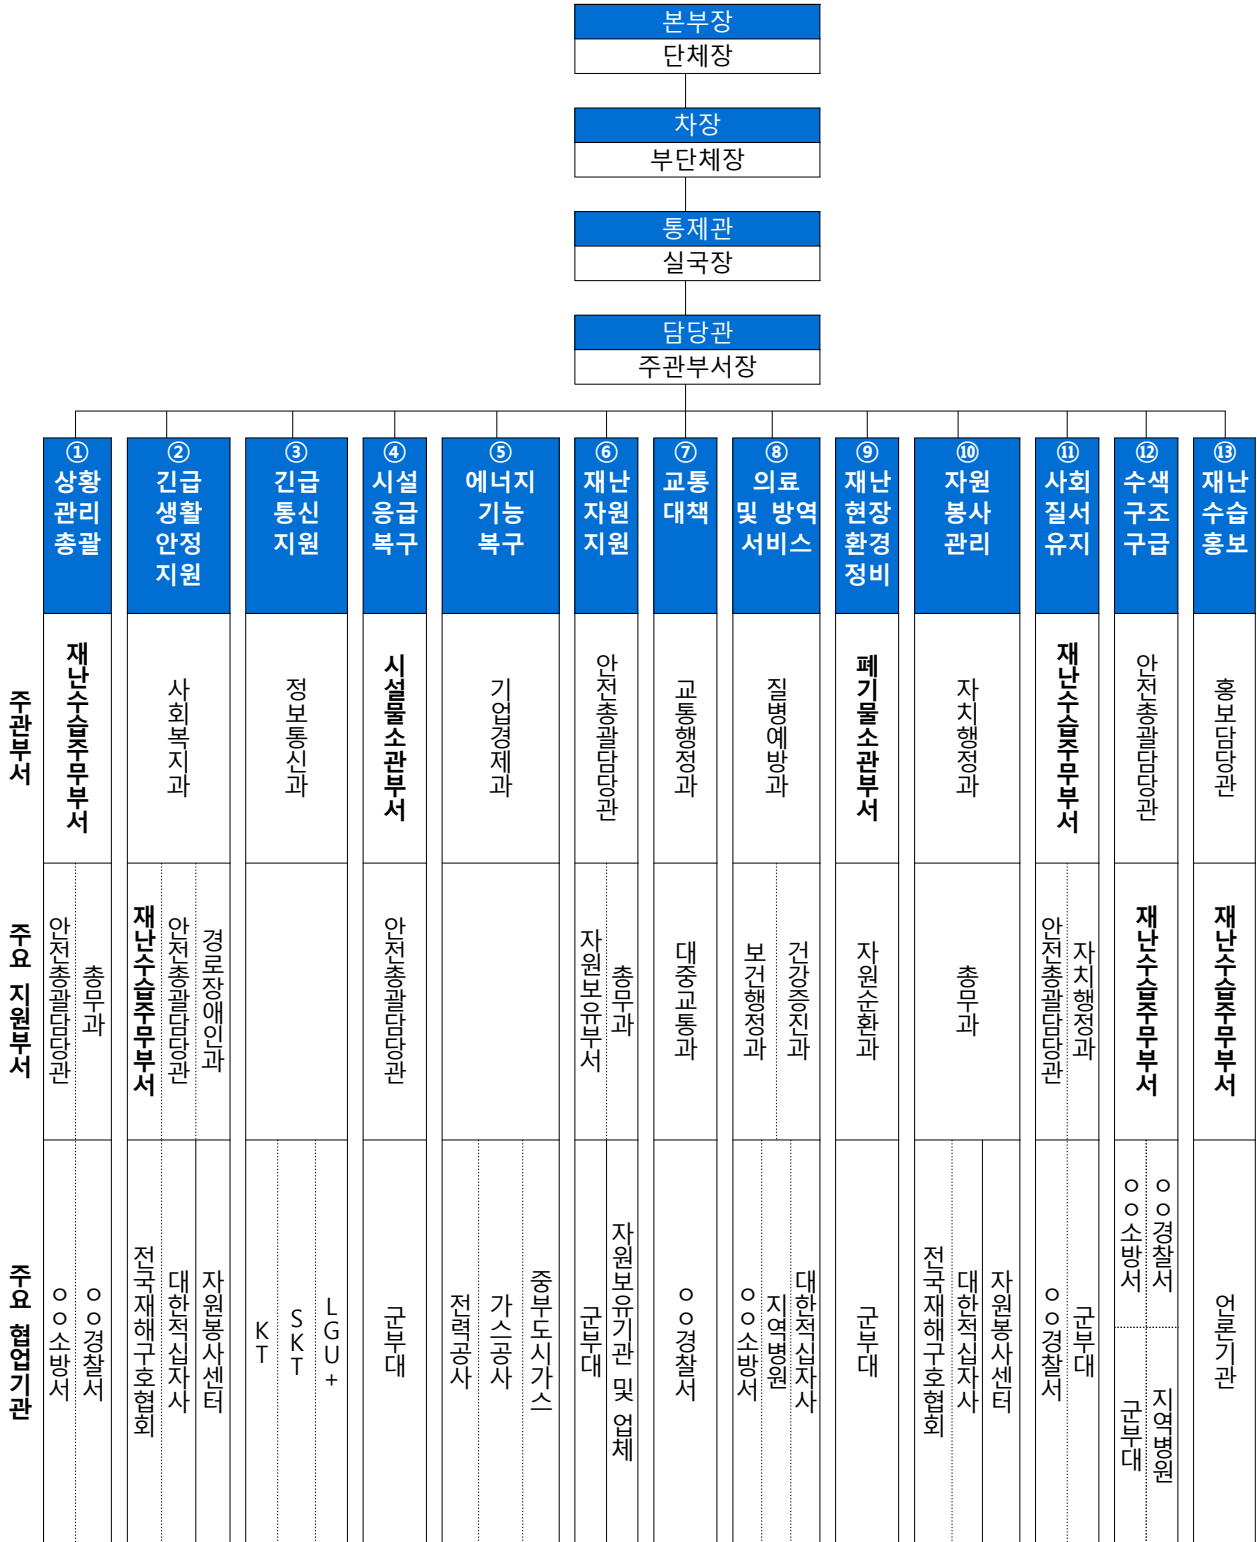 본부장
단체장
차장
부단체장
통제관
실국장
담당관
주관부서장
①
상황
관리
총괄
②
긴급
생활
안정
지원
③
긴급
통신
지원
④
시설
응급
복구
⑤
에너지
기능
복구
⑥
재난
자원
지원
⑦
교통
대책
⑧
의료
및 방역
서비스
⑨
재난
현장
환경
정비
⑩
자원
봉사
관리
⑪
사회
질서
유지
⑫
수색
구조
구급
⑬
재난
수습
홍보
주관부서
재난수습주무부서
사회복지과
정보통신과
시설물소관부서
기업경제과
안전총괄담당관
교통행정과
질병예방과
폐기물소관부서
자치행정과
재난수습주무부서
안전총괄담당관
홍보담당관
주요 지원부서
안전총괄담당관
총무과
재난수습주무부서
안전총괄담당관
경로장애인과
안전총괄담당관
자원보유부서
총무과
대중교통과
보건행정과
건강증진과
자원순환과
총무과
안전총괄담당관
자치행정과
재난수습주무부서
재난수습주무부서
주요 협업기관
ㅇㅇ소방서
ㅇㅇ경찰서
전국재해구호협회
대한적십자사
자원봉사센터
KT
SKT
LGU+
군부대
전력공사
가스공사
중부도시가스
군부대
자원보유기관 및 업체
ㅇㅇ경찰서
ㅇㅇ소방서
지역병원
대한적십자사
군부대
전국재해구호협회
대한적십자사
자원봉사센터
ㅇㅇ경찰서
군부대
ㅇㅇ소방서
ㅇㅇ경찰서
군부대
지역병원
언론기관